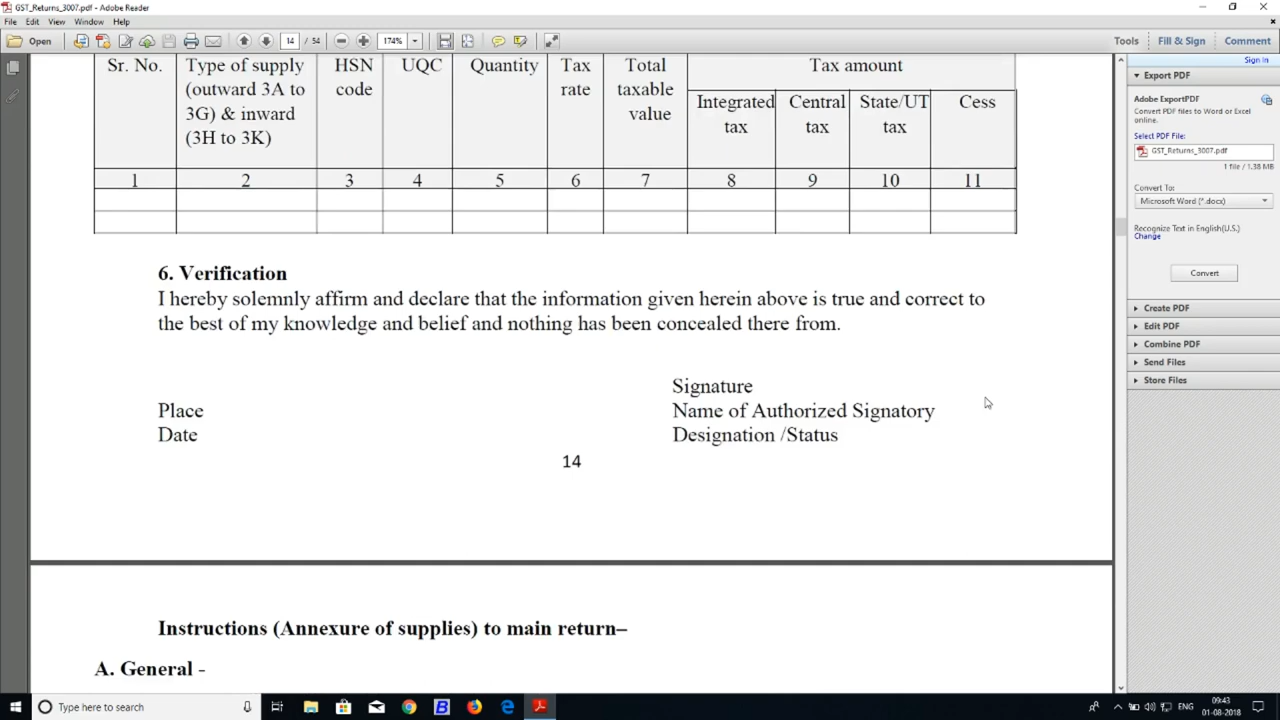 GST_Returns_3007.pdf - Adobe Reader
File Edit View Window Help
Open 14 / 54 174% Tools Fill & Sign Comment
Sign In
Sr. No. Type of supply (outward 3A to 3G) & inward (3H to 3K) HSN code UQC Quantity Tax rate Total taxable value Tax amount
Integrated tax Central tax State/UT tax Cess
1 2 3 4 5 6 7 8 9 10 11
6. Verification
I hereby solemnly affirm and declare that the information given herein above is true and correct to
the best of my knowledge and belief and nothing has been concealed there from.
Signature
Place Name of Authorized Signatory
Date Designation /Status
14
Instructions (Annexure of supplies) to main return–
A. General -
Export PDF
Adobe ExportPDF
Convert PDF files to Word or Excel
online.
Select PDF File:
GST_Returns_3007.pdf
1 file / 1.38 MB
Convert To:
Microsoft Word (*.docx)
Recognize Text in English(U.S.)
Change
Convert
Create PDF
Edit PDF
Combine PDF
Send Files
Store Files
Type here to search
ENG
09:43
01-08-2018